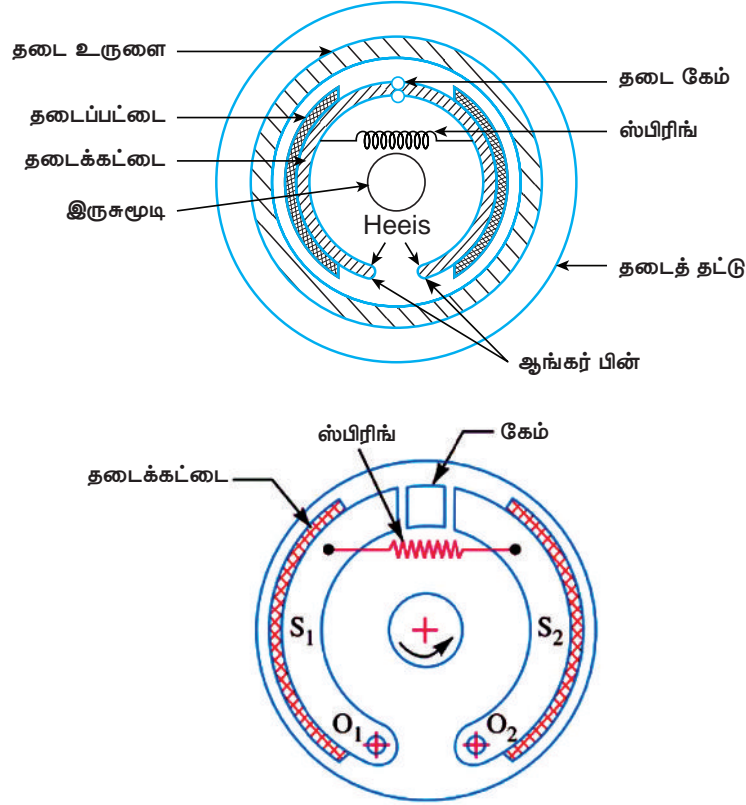 தடை உருளை
தடை கேம்
தடைப்பட்டை
ஸ்பிரிங்
தடைக்கட்டை
இருசுமூடி
Heeis
தடைத் தட்டு
ஆங்கர் பின்
ஸ்பிரிங்
கேம்
தடைக்கட்டை
S1
S2
O1
O2